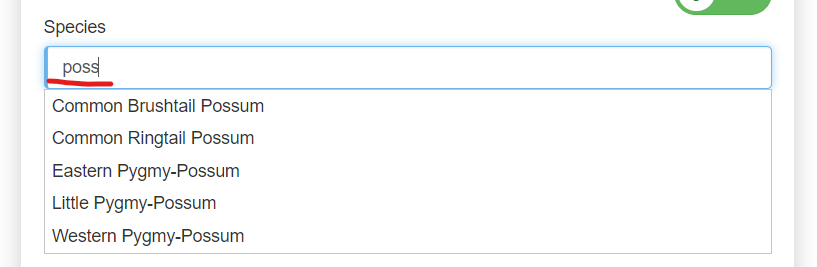 Species
poss
Common Brushtail Possum
Common Ringtail Possum
Eastern Pygmy-Possum
Little Pygmy-Possum
Western Pygmy-Possum